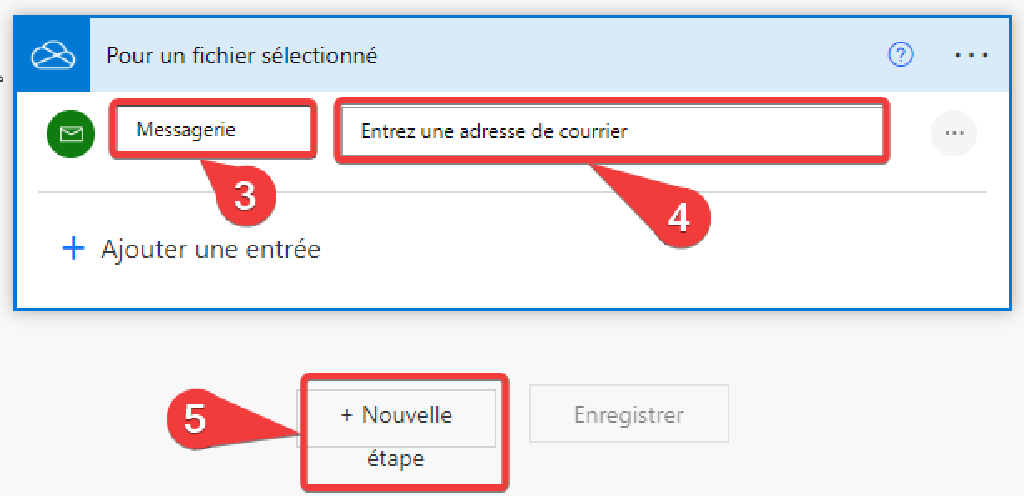 Pour un fichier sélectionné
Messagerie
Entrez une adresse de courrier
3
4
+ Ajouter une entrée
5
+ Nouvelle
étape
Enregistrer